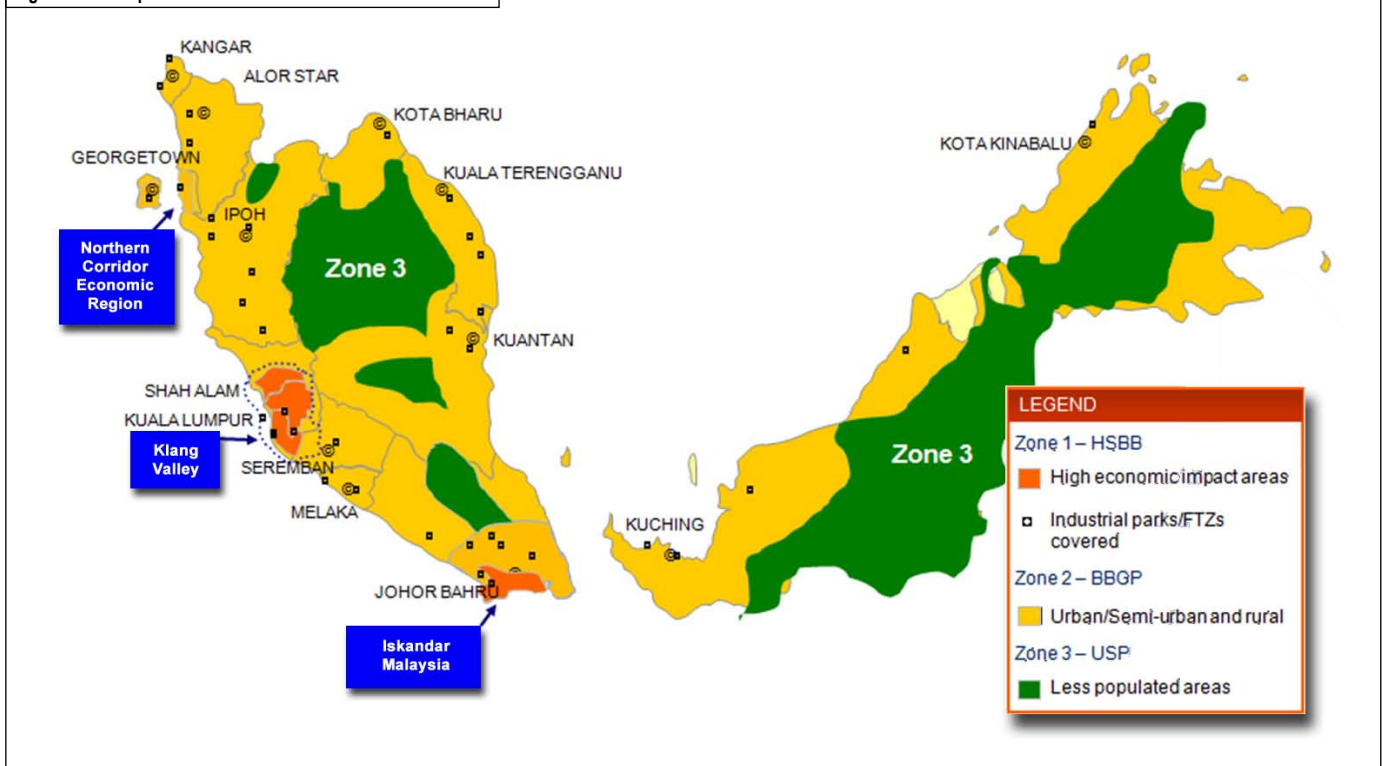 KANGAR
ALOR STAR
KOTA BHARU
GEORGETOWN
KUALA TERENGGANU
IPOH
Northern
Corridor
Economic
Region
Zone 3
KUANTAN
SHAH ALAM
KUALA LUMPUR
Klang
Valley
SEREMBAN
MELAKA
JOHOR BAHRU
Iskandar
Malaysia
KOTA KINABALU
Zone 3
KUCHING
LEGEND
Zone 1 – HSBB
High economic impact areas
Industrial parks/FTZs
covered
Zone 2 – BBGP
Urban/Semi-urban and rural
Zone 3 – USP
Less populated areas